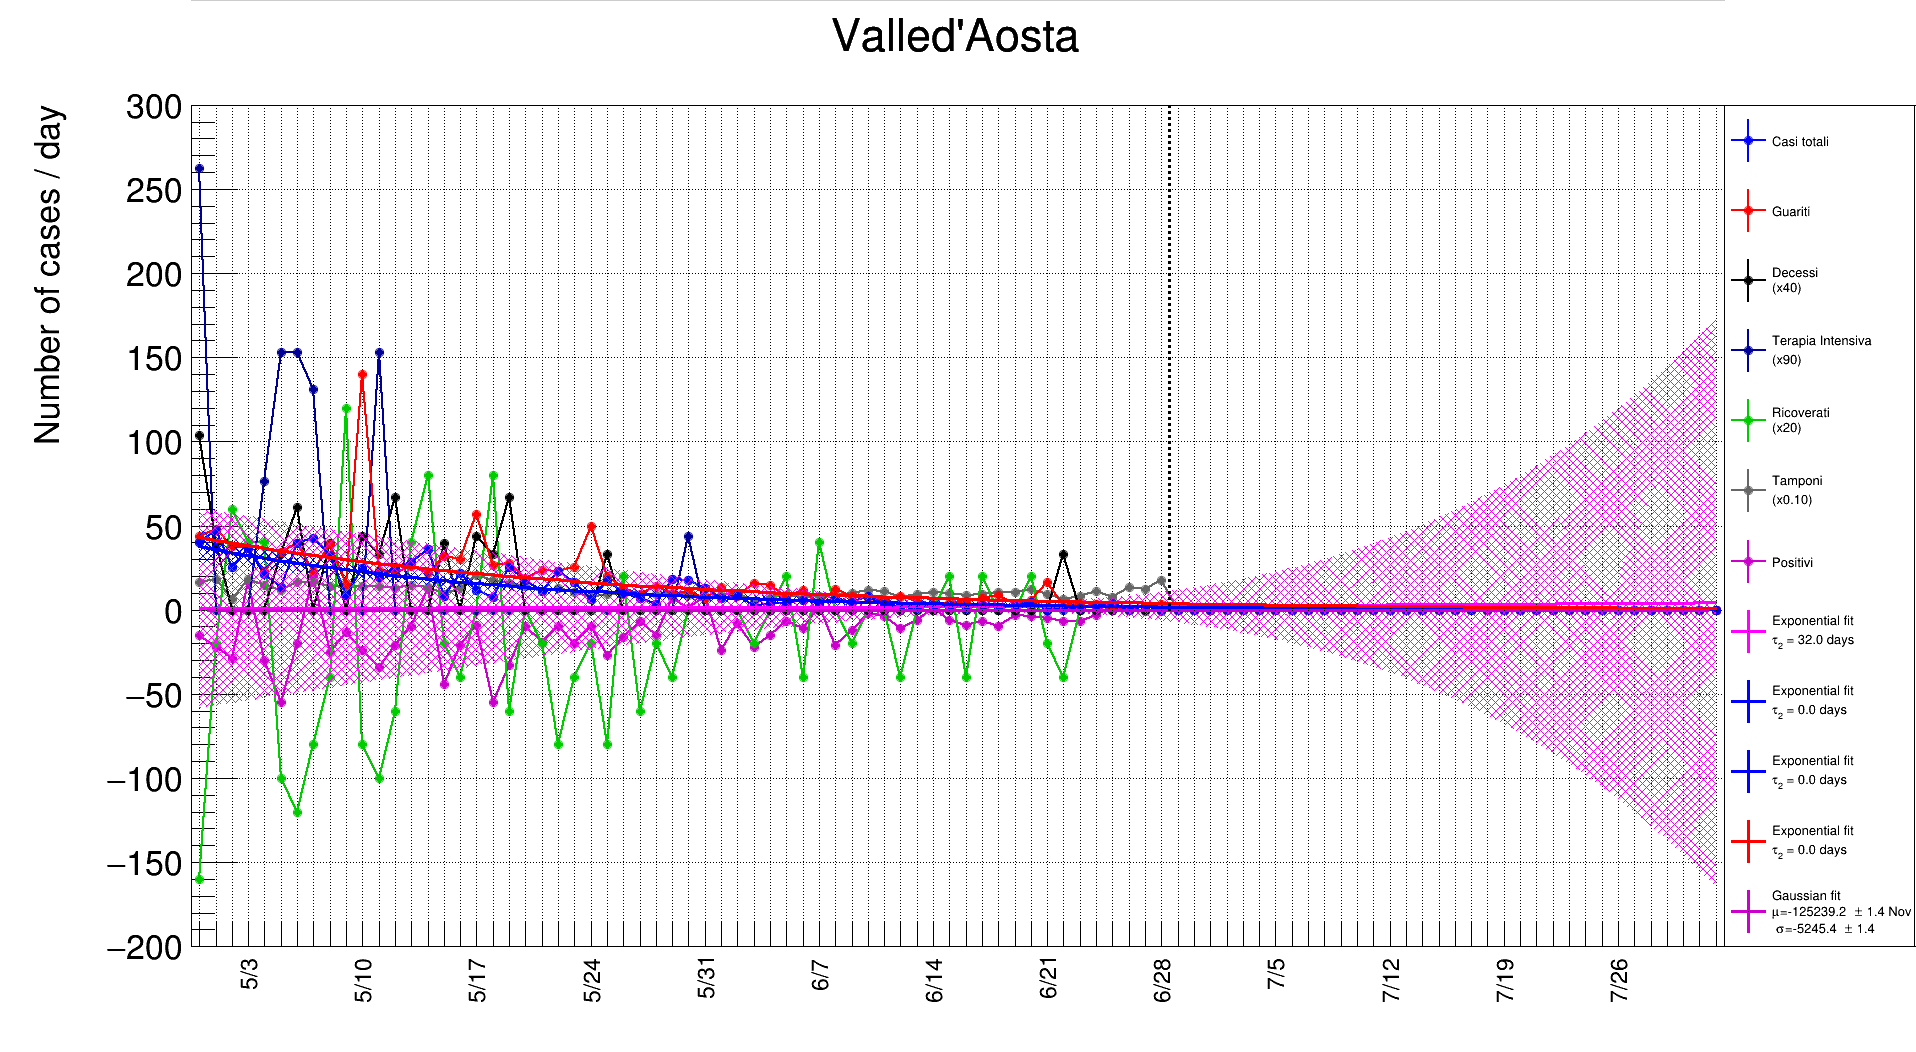 Valled'Aosta
Number of cases / day
300
250
200
150
100
50
0
−50
−100
−150
−200
5/3
5/10
5/17
5/24
5/31
6/7
6/14
6/21
6/28
7/5
7/12
7/19
7/26
Casi totali
Guariti
Decessi
(x40)
Terapia Intensiva
(x90)
Ricoverati
(x20)
Tamponi
(x0.10)
Positivi
Exponential fit
τ2 = 32.0 days
Exponential fit
τ2 = 0.0 days
Exponential fit
τ2 = 0.0 days
Exponential fit
τ2 = 0.0 days
Gaussian fit
μ=-125239.2 ± 1.4 Nov
σ=-5245.4 ± 1.4